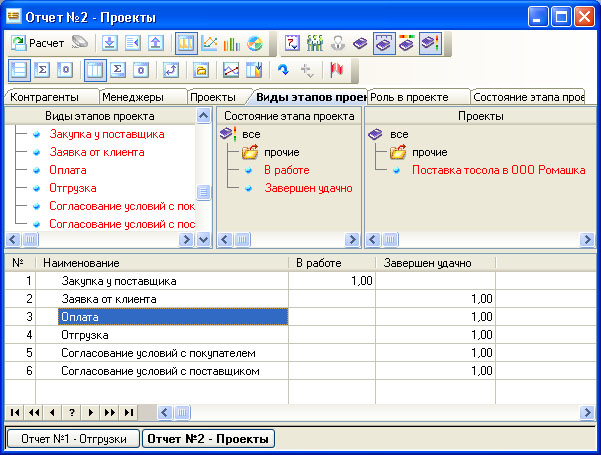 Отчет №2 - Проекты
Расчет
Контрагенты Менеджеры Проекты Виды этапов проек Роль в проекте Состояние этапа прое
Виды этапов проекта
Закупка у поставщика
Заявка от клиента
Оплата
Отгрузка
Согласование условий с пок
Согласование условий с пос
Состояние этапа проекта
все
прочие
В работе
Завершен удачно
Проекты
все
прочие
Поставка тосола в ООО Ромашка
№ Наименование В работе Завершен удачно
1 Закупка у поставщика 1,00
2 Заявка от клиента 1,00
3 Оплата 1,00
4 Отгрузка 1,00
5 Согласование условий с покупателем 1,00
6 Согласование условий с поставщиком 1,00
?
Отчет №1 - Отгрузки Отчет №2 - Проекты